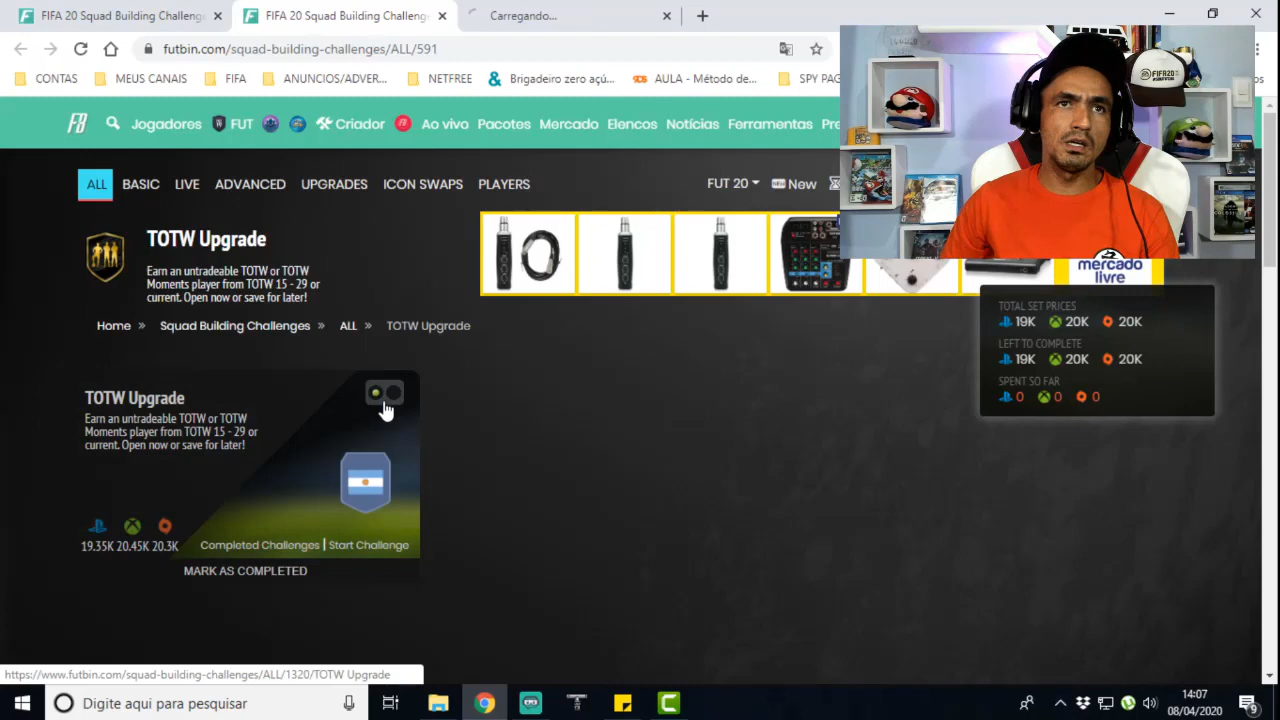 FIFA 20 Squad Building Challeng
FIFA 20 Squad Building Challeng
Carregando...
futbin.com/squad-building-challenges/ALL/591
CONTAS
MEUS CANAIS
FIFA
ANUNCIOS/ADVER...
NETFREE
Brigadeiro zero açú...
AULA - Método de...
SPY PAG
Jogadores
FUT
Criador
Ao vivo
Pacotes
Mercado
Elencos
Notícias
Ferramentas
Pre
ALL
BASIC
LIVE
ADVANCED
UPGRADES
ICON SWAPS
PLAYERS
FUT 20
New
TOTW Upgrade
Earn an untradeable TOTW or TOTW
Moments player from TOTW 15 - 29 or
current. Open now or save for later!
mercado
livre
Home » Squad Building Challenges » ALL » TOTW Upgrade
TOTAL SET PRICES
19K 20K 20K
LEFT TO COMPLETE
19K 20K 20K
SPENT SO FAR
0 0 0
TOTW Upgrade
Earn an untradeable TOTW or TOTW
Moments player from TOTW 15 - 29 or
current. Open now or save for later!
19.35K 20.45K 20.3K
Completed Challenges | Start Challenge
MARK AS COMPLETED
https://www.futbin.com/squad-building-challenges/ALL/1320/TOTW Upgrade
Digite aqui para pesquisar
14:07
08/04/2020
9
FIFA20